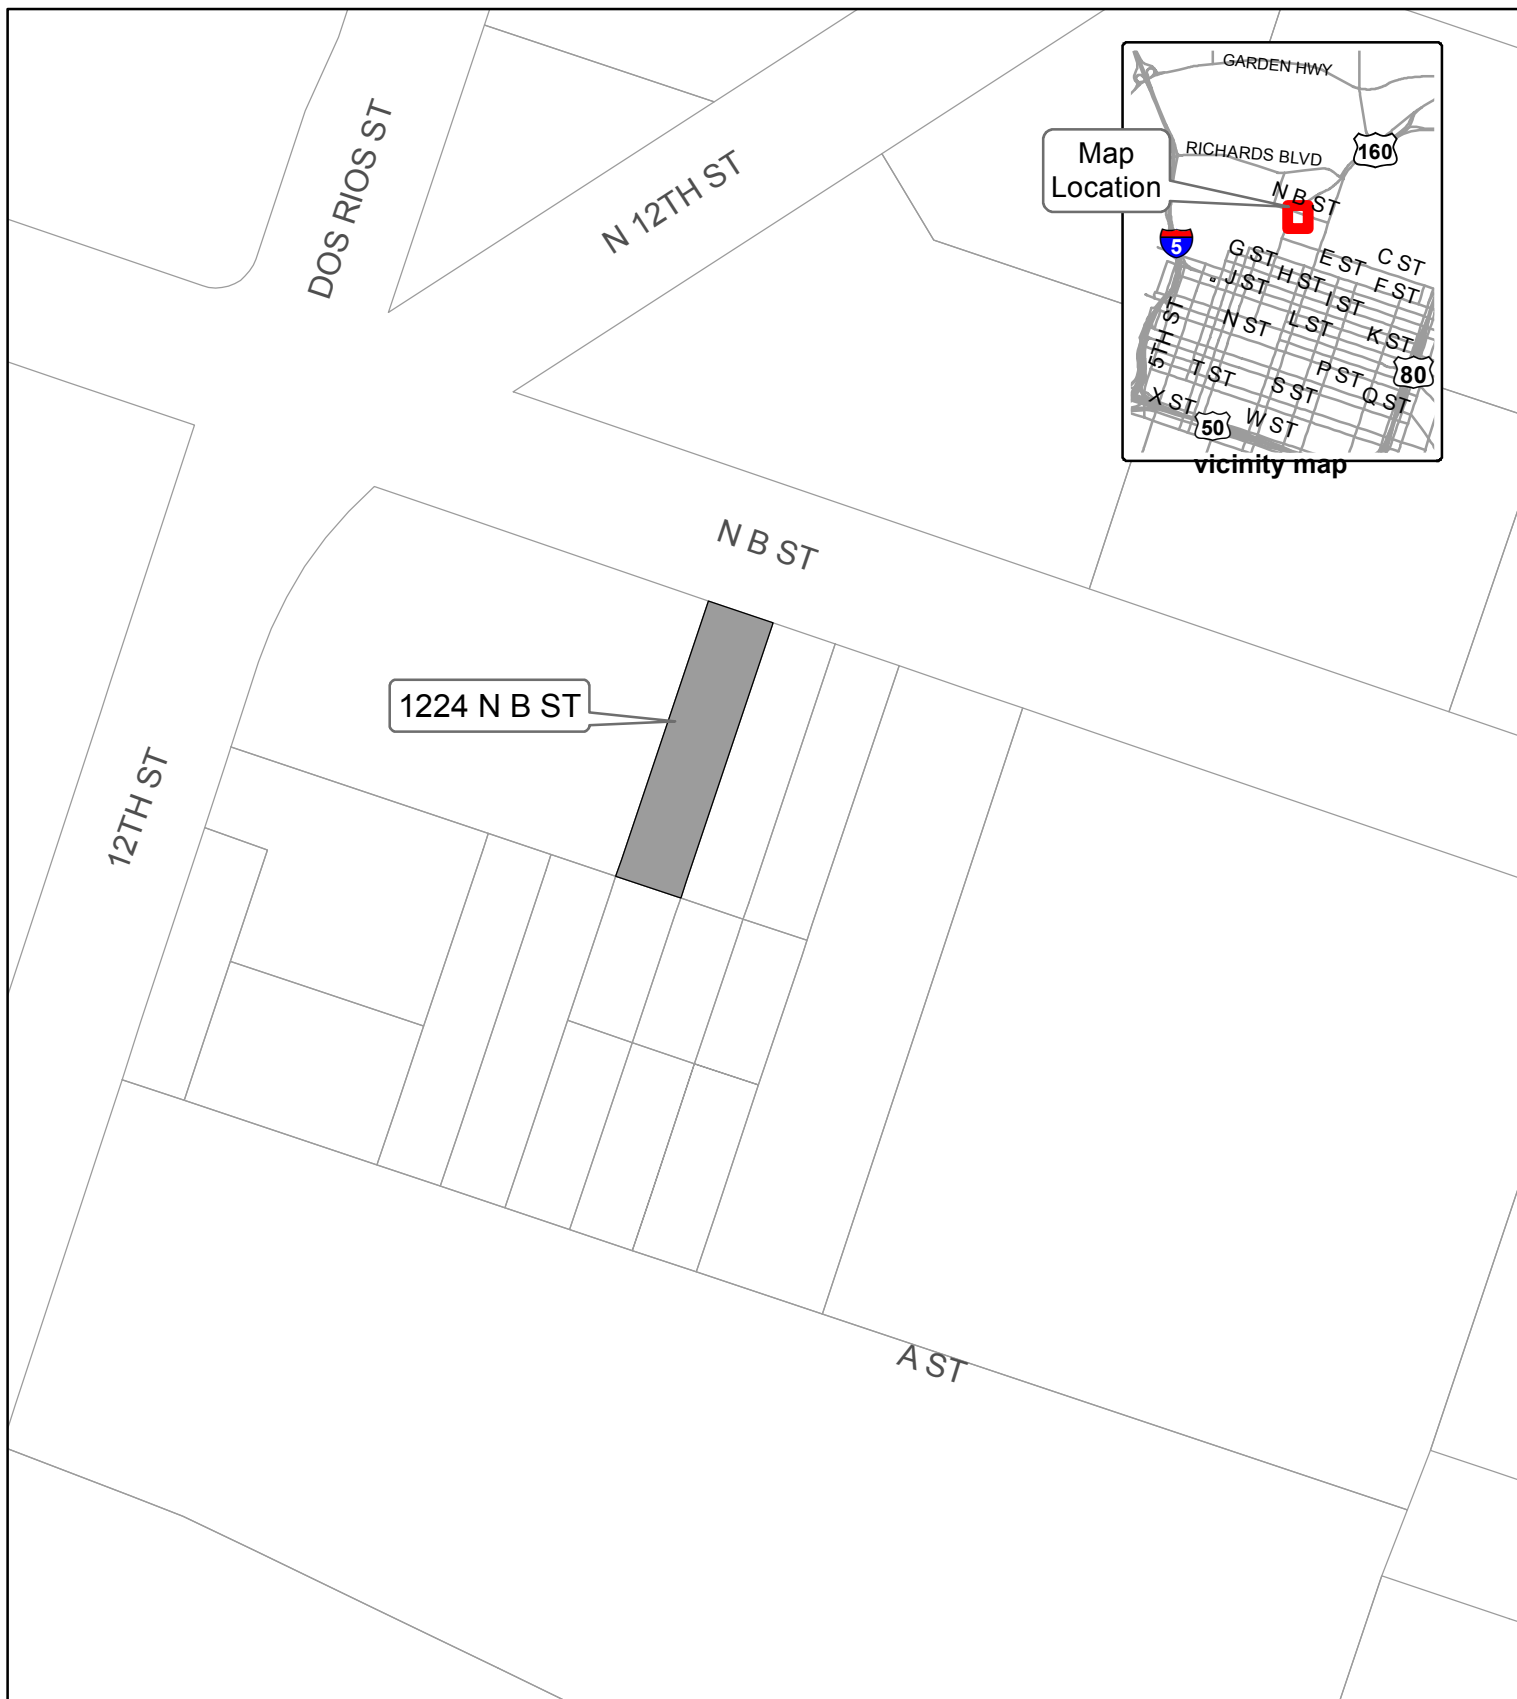 DOS RIOS ST
N 12TH ST
N B ST
1224 N B ST
12TH ST
A ST
GARDEN HWY
RICHARDS BLVD
160
Map
Location
N B ST
5
G ST
E ST
C ST
J ST
H ST
I ST
F ST
5TH ST
N ST
L ST
K ST
T ST
S ST
P ST
Q ST
80
X ST
50
W ST
vicinity map